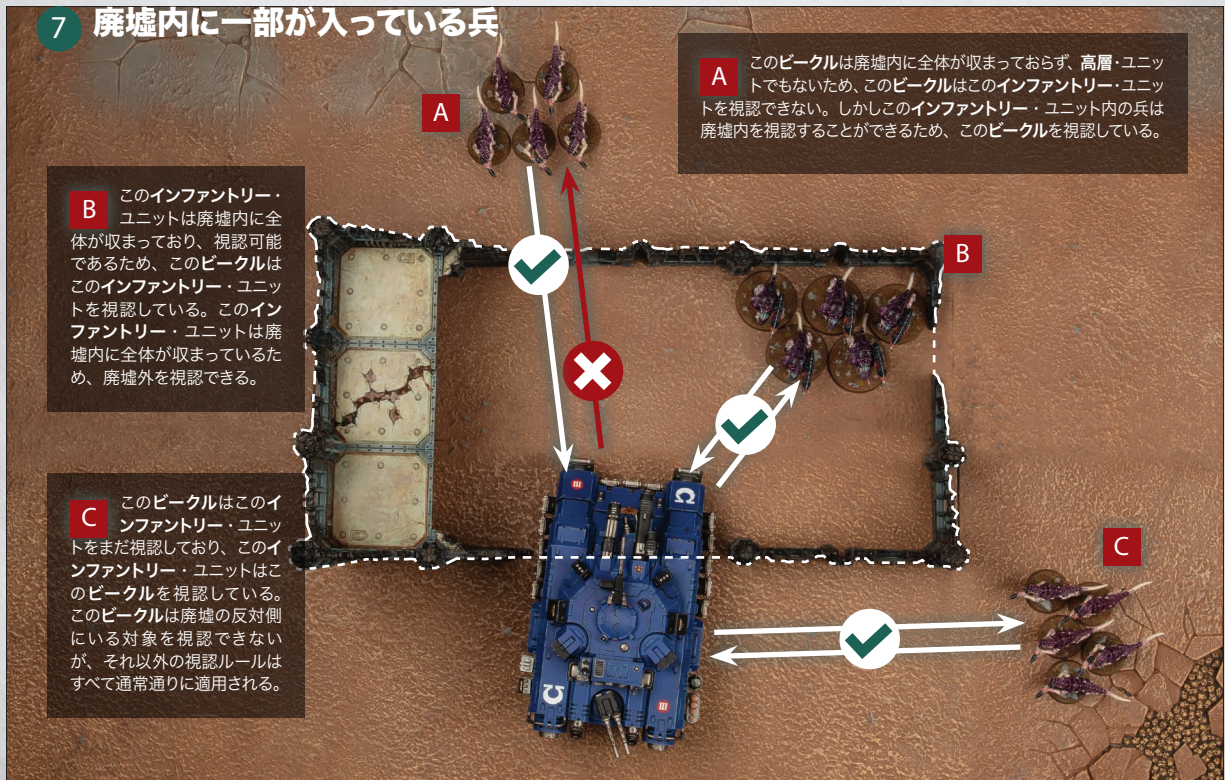 7 廃墟内に一部が入っている兵
A
A このビークルは廃墟内に全体が収まっておらず、高層・ユニッ
トでもないため、このビークルはこのインファントリー・ユニッ
トを視認できない。しかしこのインファントリー・ユニット内の兵は
廃墟内を視認することができるため、このビークルを視認している。
B このインファントリー・
ユニットは廃墟内に全
体が収まっており、視認可能
であるため、このビークルは
このインファントリー・ユニッ
トを視認している。このイン
ファントリー・ユニットは廃
墟内に全体が収まっているた
め、廃墟外を視認できる。
B
C このビークルはこのイ
ンファントリー・ユニッ
トをまだ視認しており、このイ
ンファントリー・ユニットはこ
のビークルを視認している。
このビークルは廃墟の反対側
にいる対象を視認できない
が、それ以外の視認ルールは
すべて通常通りに適用される。
C
Ω
Ω